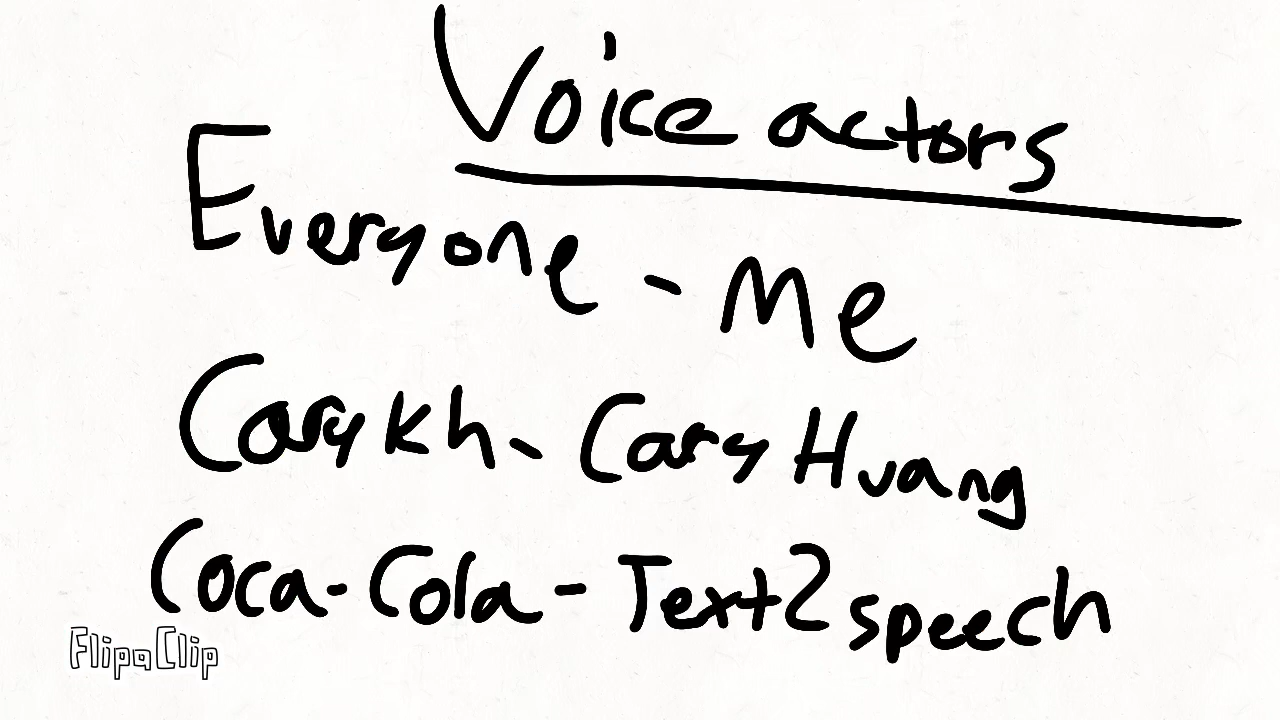 Voice actors
Everyone - Me
Carykh - Cary Huang
Coca-Cola - Text2speech
FlipaClip